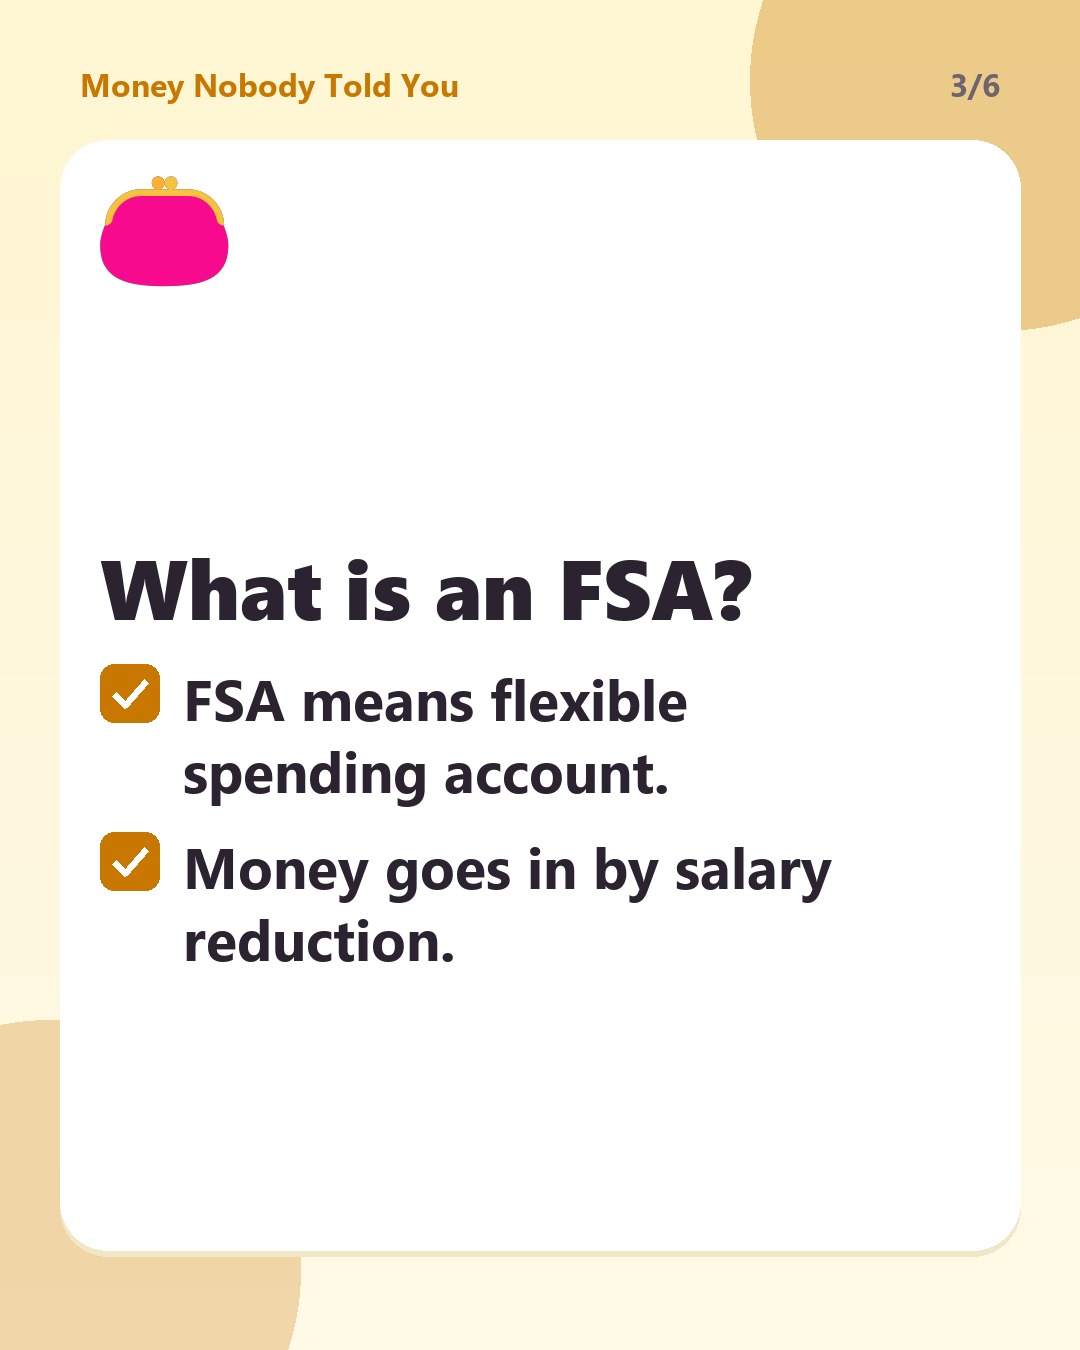 Money Nobody Told You
3/6
What is an FSA?
FSA means flexible
spending account.
Money goes in by salary
reduction.